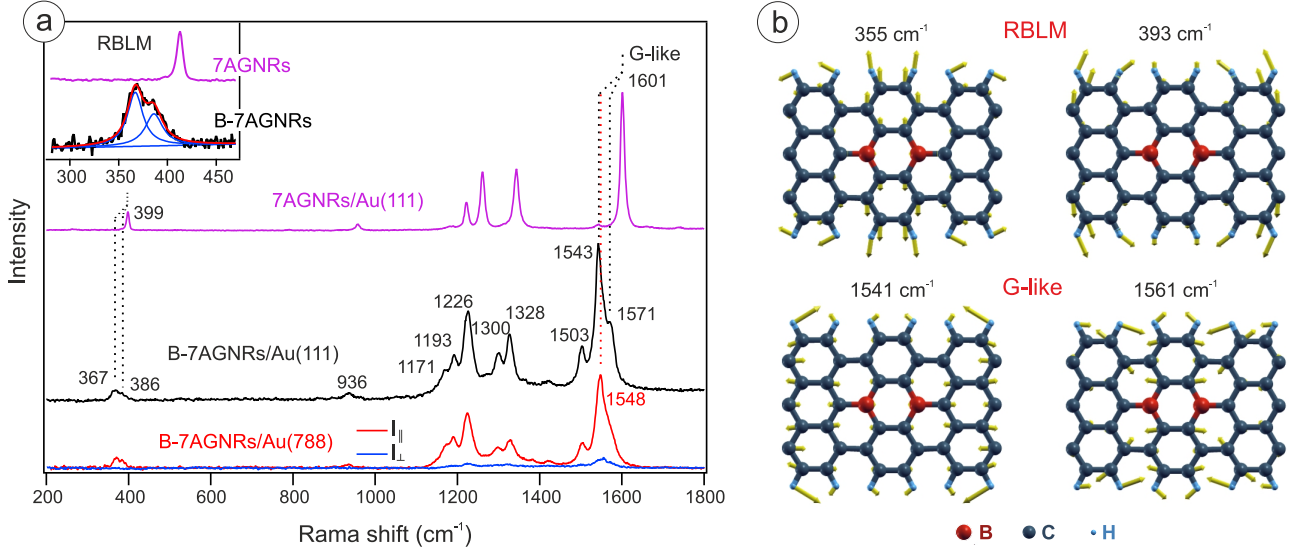 a
RBLM
7AGNRs
B-7AGNRs
300 350 400 450
G-like
1601
7AGNRs/Au(111)
399
1543
1571
1226
1328
1300
1193
1171
1503
B-7AGNRs/Au(111)
367
386
936
1548
B-7AGNRs/Au(788)
I∥
I⊥
200 400 600 800 1000 1200 1400 1600 1800
Rama shift (cm⁻¹)
Intensity
b
355 cm⁻¹ RBLM 393 cm⁻¹
1541 cm⁻¹ G-like 1561 cm⁻¹
B C H